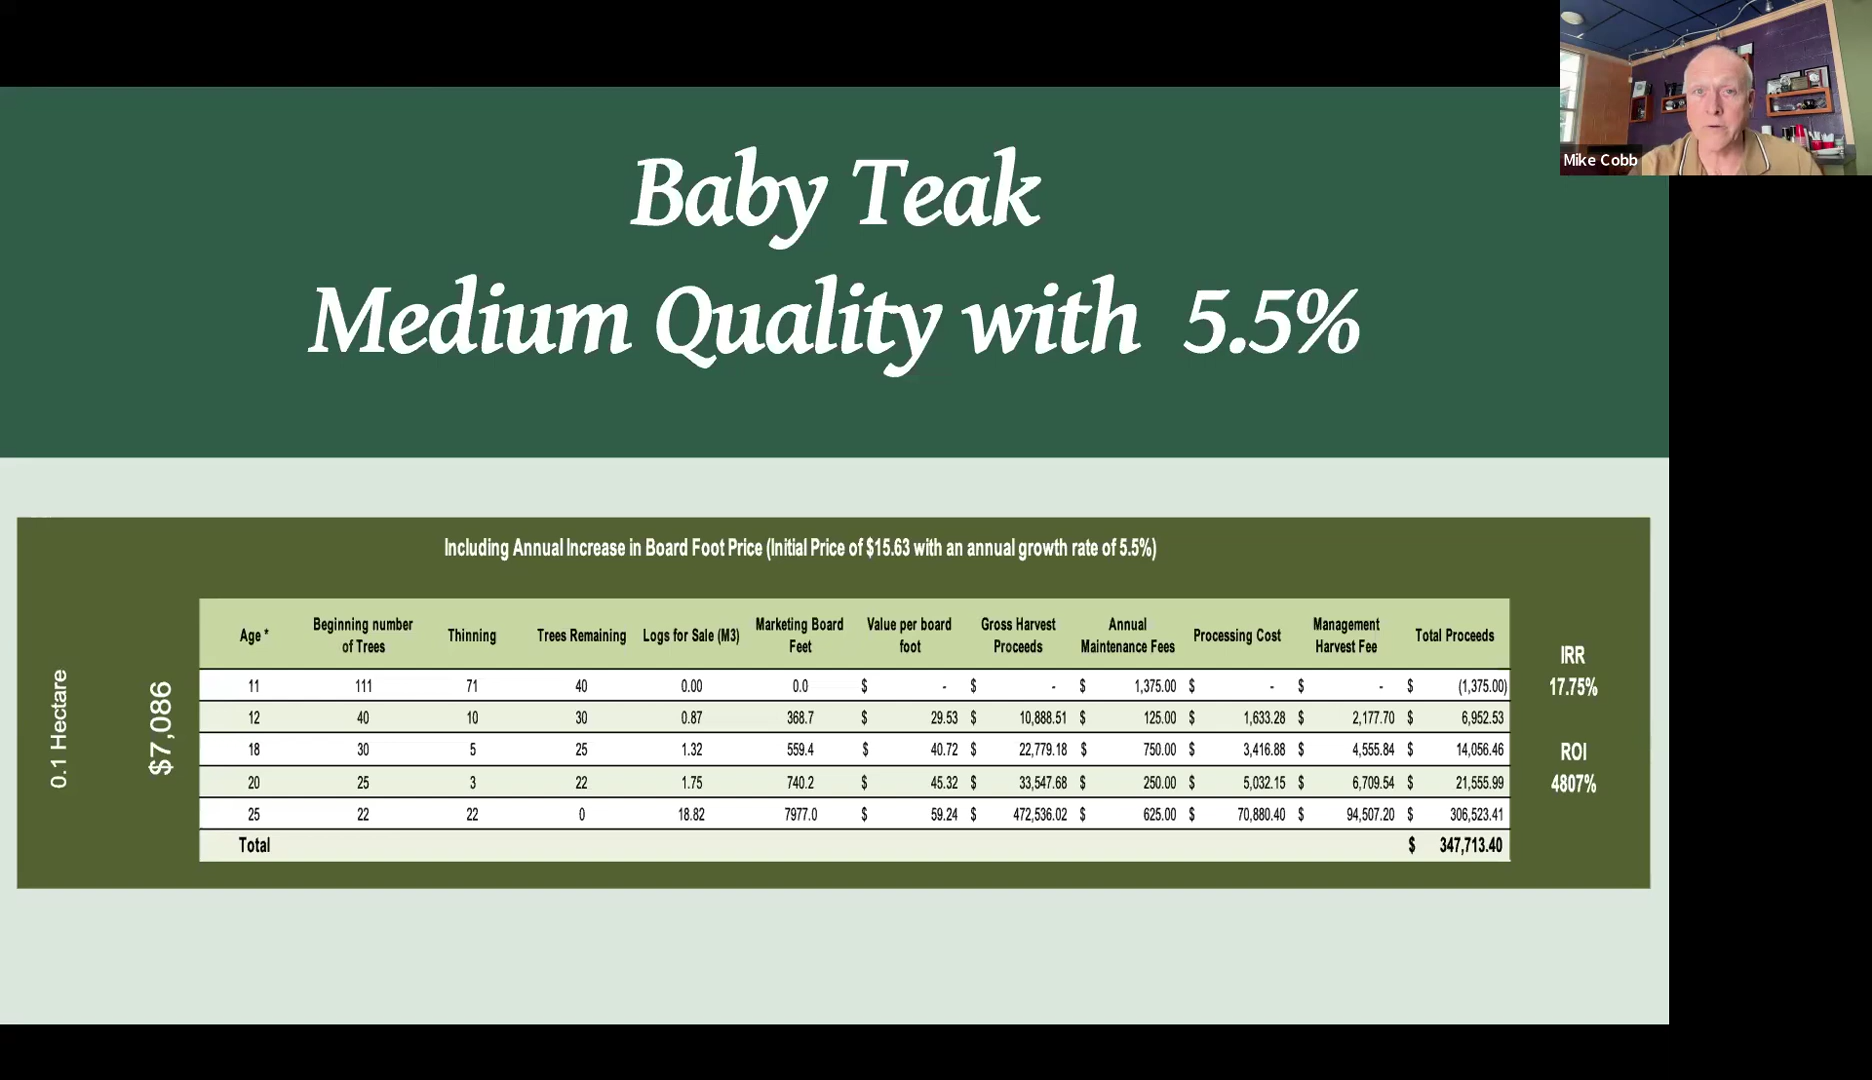 Mike Cobb
Baby Teak
Medium Quality with 5.5%
Including Annual Increase in Board Foot Price (Initial Price of $15.63 with an annual growth rate of 5.5%)
0.1 Hectare
$7,086
Age * Beginning number of Trees Thinning Trees Remaining Logs for Sale (M3) Marketing Board Feet Value per board foot Gross Harvest Proceeds Annual Maintenance Fees Processing Cost Management Harvest Fee Total Proceeds
11 111 71 40 0.00 0.0 $ - $ - $ 1,375.00 $ - $ - $ (1,375.00)
12 40 10 30 0.87 368.7 $ 29.53 $ 10,888.51 $ 125.00 $ 1,633.28 $ 2,177.70 $ 6,952.53
18 30 5 25 1.32 559.4 $ 40.72 $ 22,779.18 $ 750.00 $ 3,416.88 $ 4,555.84 $ 14,056.46
20 25 3 22 1.75 740.2 $ 45.32 $ 33,547.68 $ 250.00 $ 5,032.15 $ 6,709.54 $ 21,555.99
25 22 22 0 18.82 7977.0 $ 59.24 $ 472,536.02 $ 625.00 $ 70,880.40 $ 94,507.20 $ 306,523.41
Total $ 347,713.40
IRR
17.75%
ROI
4807%